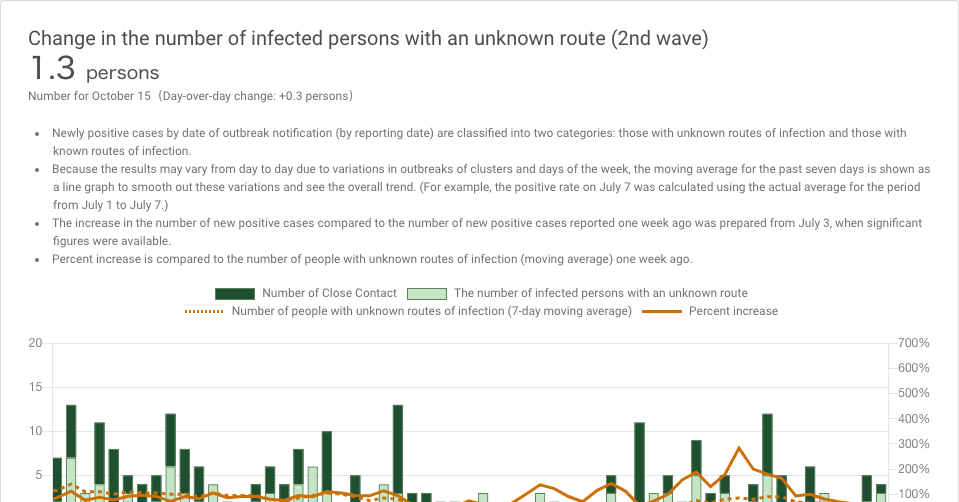 Change in the number of infected persons with an unknown route (2nd wave)
1.3 persons
Number for October 15（Day-over-day change: +0.3 persons）
• Newly positive cases by date of outbreak notification (by reporting date) are classified into two categories: those with unknown routes of infection and those with
known routes of infection.
• Because the results may vary from day to day due to variations in outbreaks of clusters and days of the week, the moving average for the past seven days is shown as
a line graph to smooth out these variations and see the overall trend. (For example, the positive rate on July 7 was calculated using the actual average for the period
from July 1 to July 7.)
• The increase in the number of new positive cases compared to the number of new positive cases reported one week ago was prepared from July 3, when significant
figures were available.
• Percent increase is compared to the number of people with unknown routes of infection (moving average) one week ago.
Number of Close Contact The number of infected persons with an unknown route
Number of people with unknown routes of infection (7-day moving average) Percent increase
20 700%
600%
15 500%
400%
10 300%
200%
5 100%